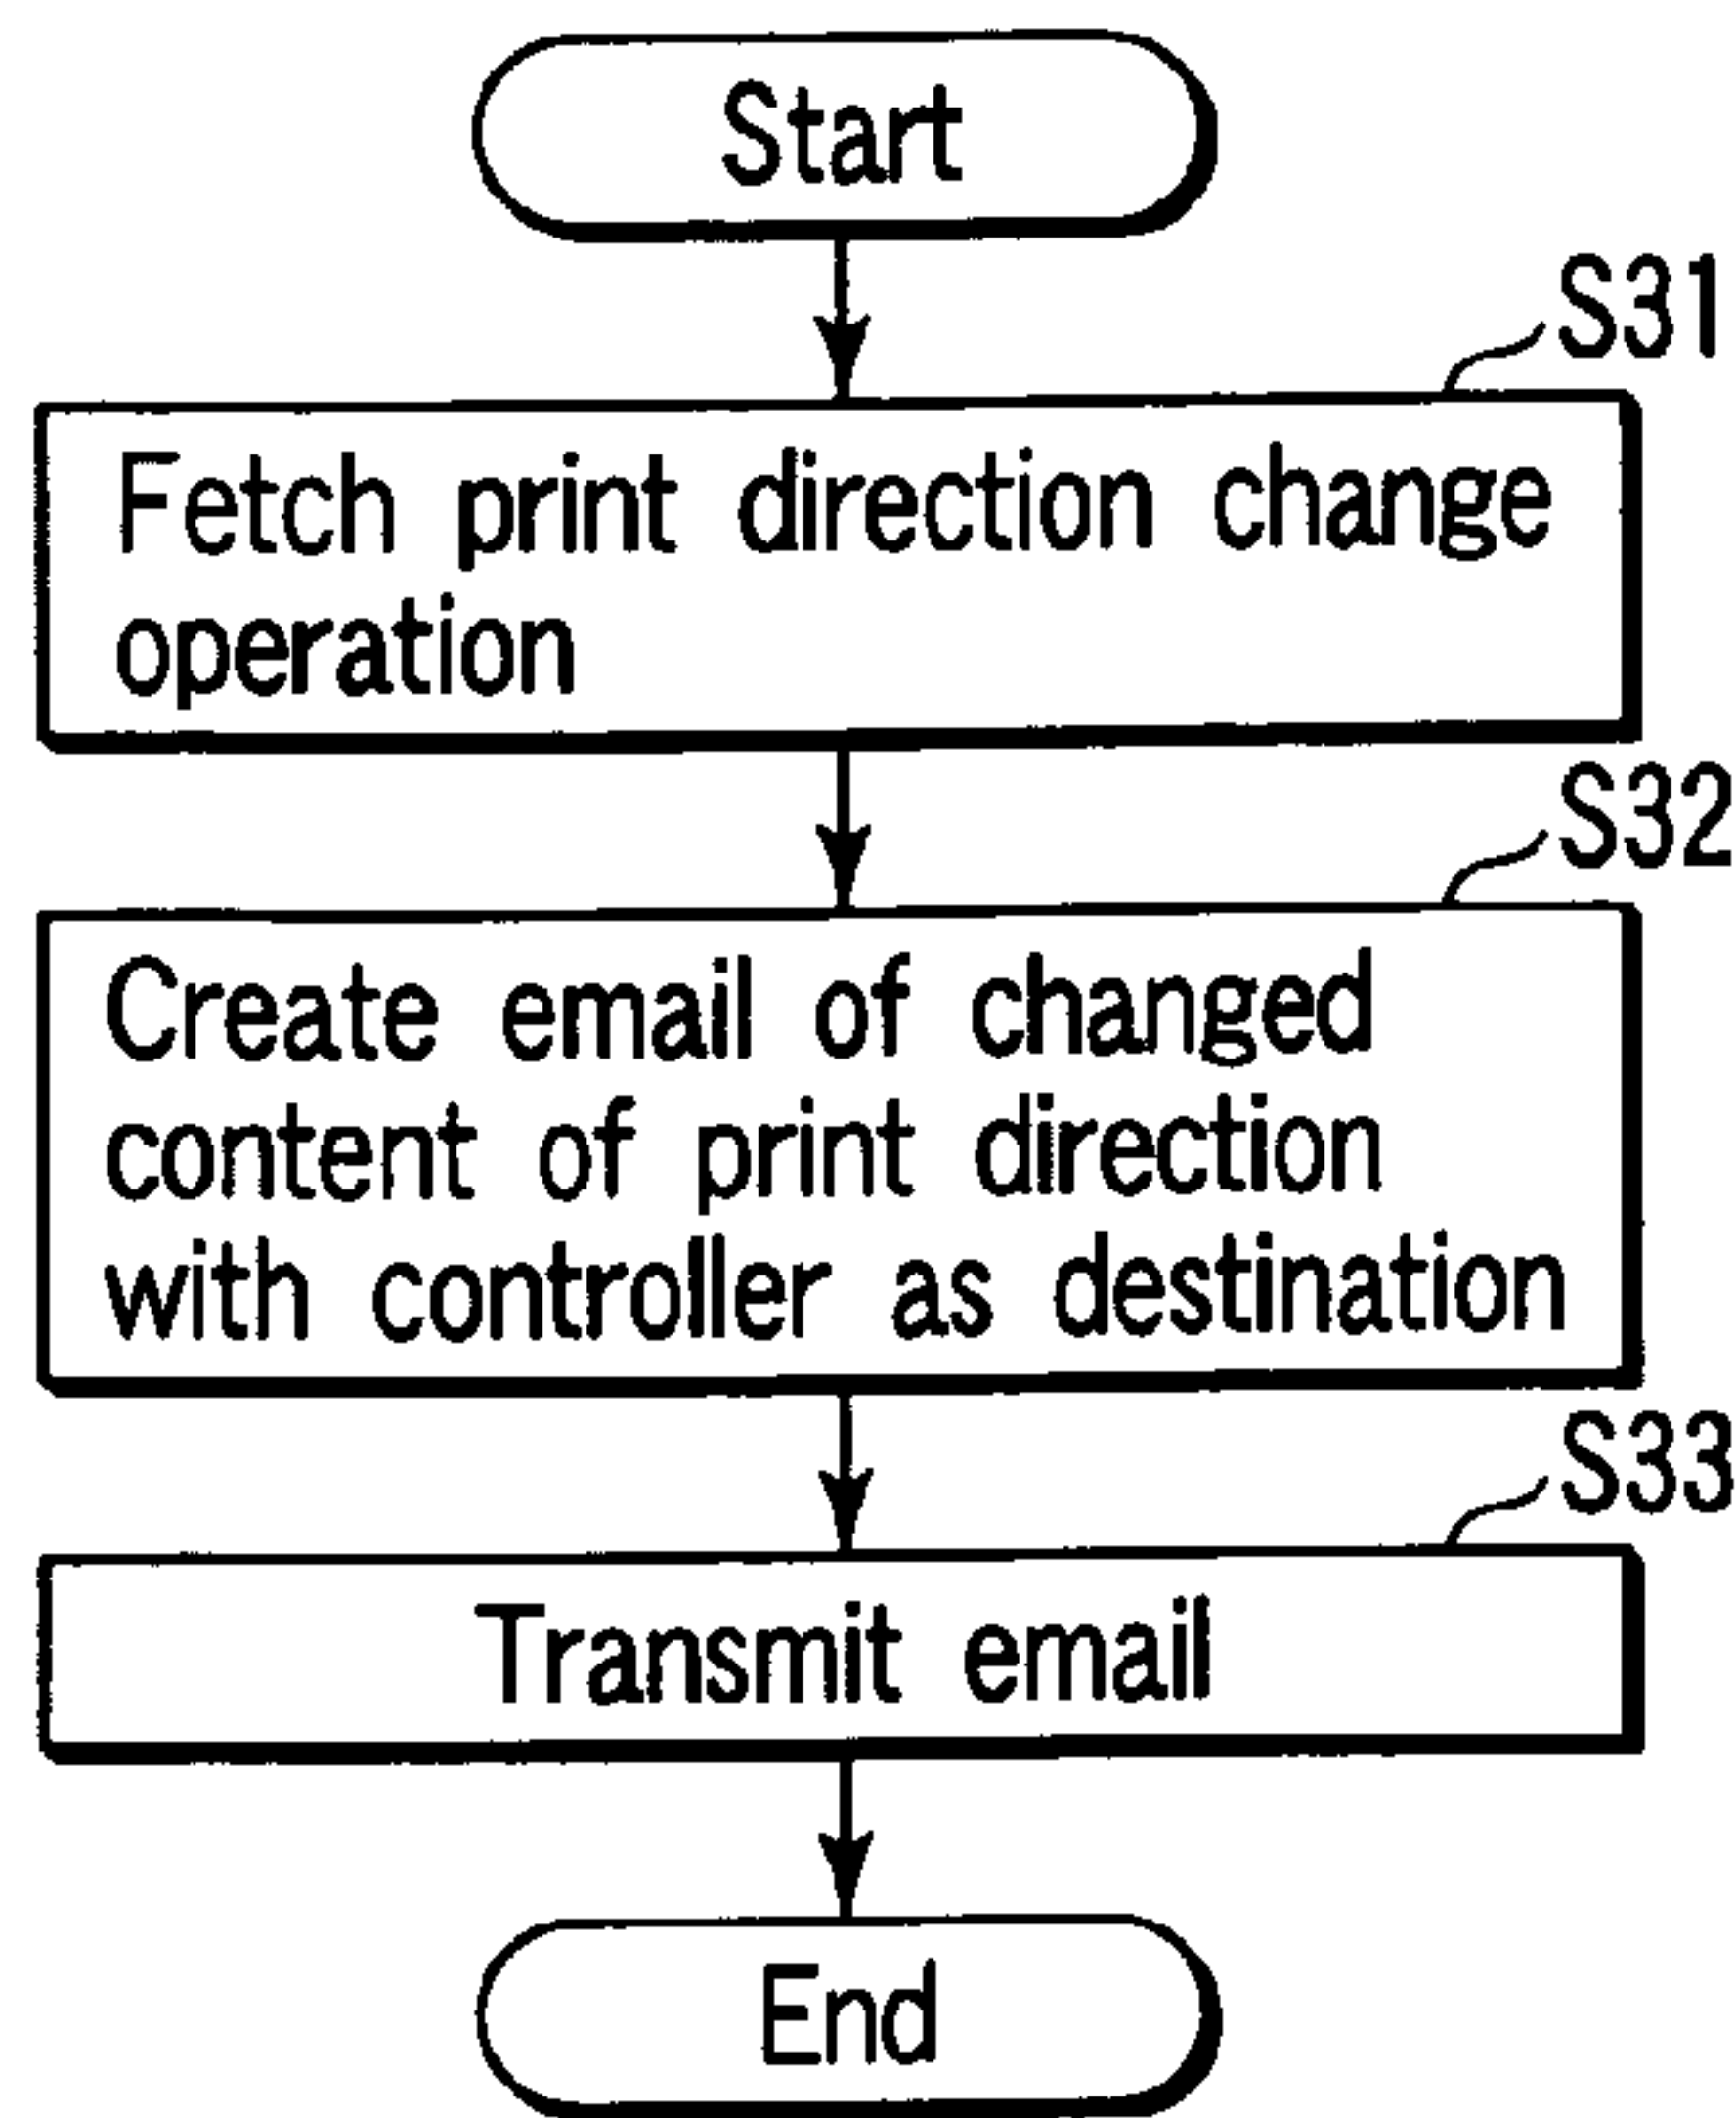 Start
S31
Fetch print direction change
operation
S32
Create email of changed
content of print direction
with controller as destination
S33
Transmit email
End